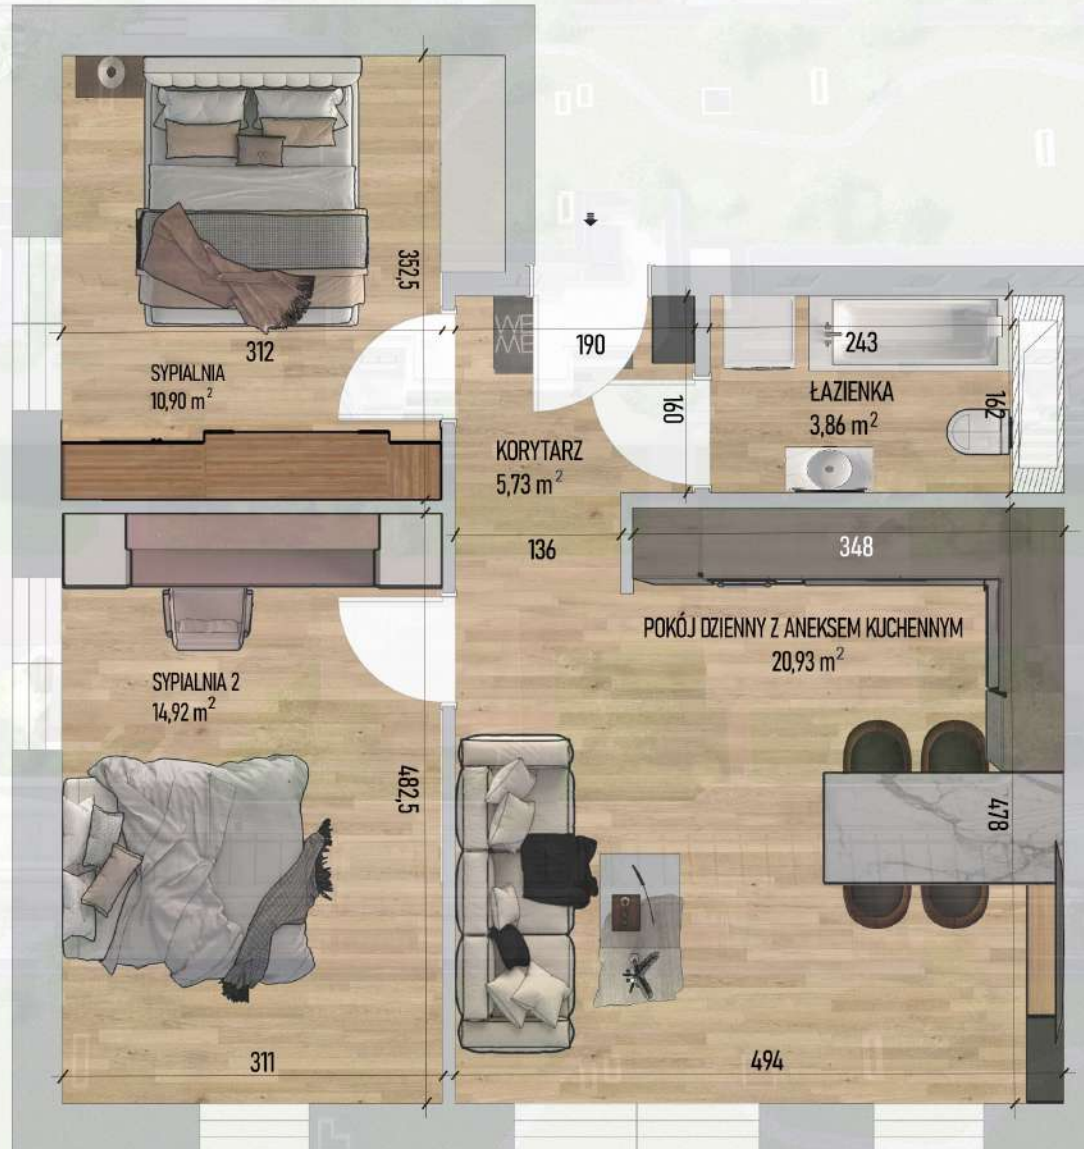 352,5
312
SYPIALNIA
10,90 m²
WE
ME
190
243
ŁAZIENKA
3,86 m²
162
160
KORYTARZ
5,73 m²
136
348
POKÓJ DZIENNY Z ANEKSEM KUCHENNYM
20,93 m²
SYPIALNIA 2
14,92 m²
482,5
478
311
494